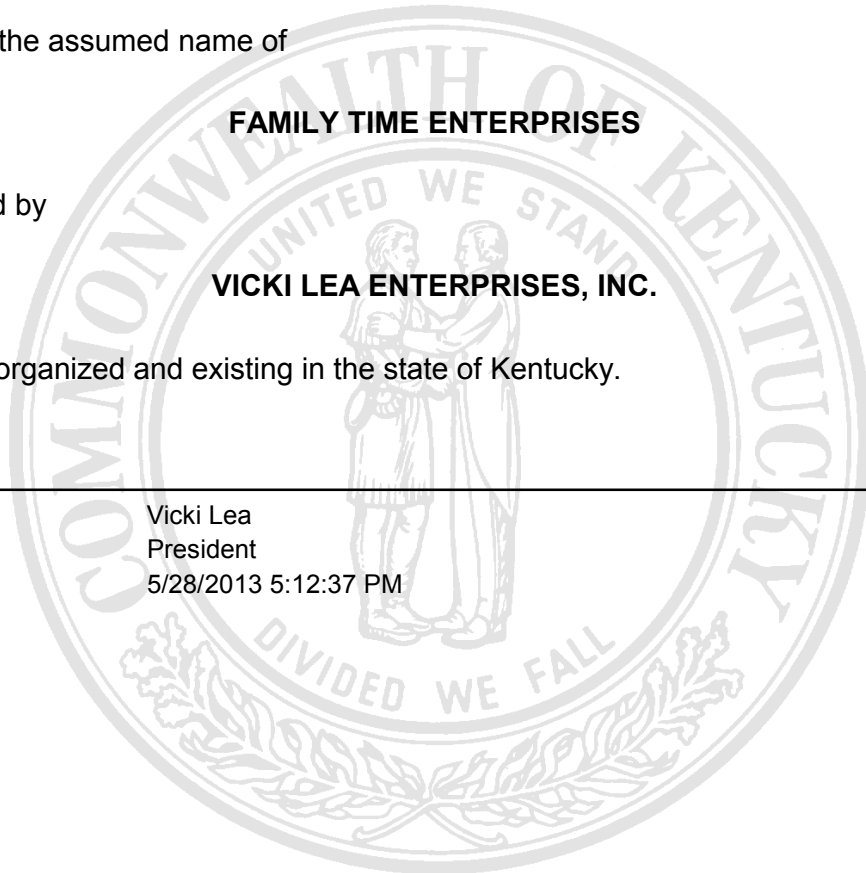 the assumed name of
FAMILY TIME ENTERPRISES
d by
VICKI LEA ENTERPRISES, INC.
organized and existing in the state of Kentucky.
Vicki Lea
President
5/28/2013 5:12:37 PM
COMMONWEALTH OF KENTUCKY
UNITED WE STAND
DIVIDED WE FALL